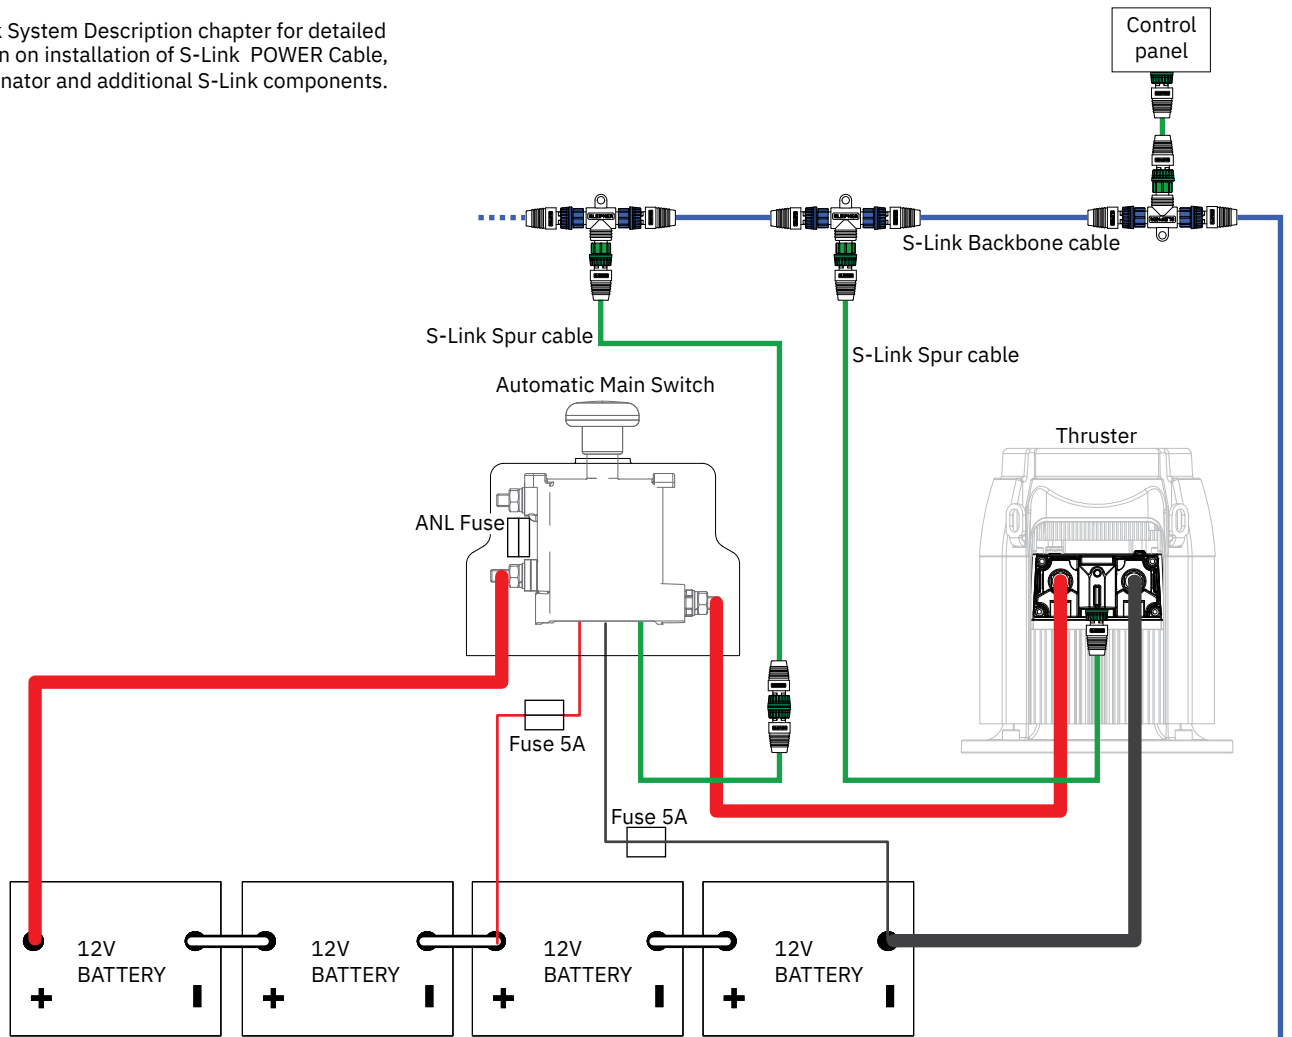 System Description chapter for detailed
n on installation of S-Link POWER Cable,
nator and additional S-Link components.
Control
panel
S-Link Backbone cable
S-Link Spur cable
S-Link Spur cable
Automatic Main Switch
Thruster
ANL Fuse
Fuse 5A
Fuse 5A
12V
BATTERY
+ -
12V
BATTERY
+ -
12V
BATTERY
+ -
12V
BATTERY
+ -